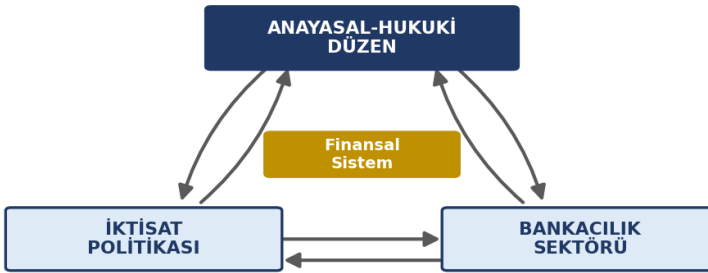 ANAYASAL-HUKUKİ
DÜZEN
Finansal
Sistem
İKTİSAT
POLİTİKASI
BANKACILIK
SEKTÖRÜ